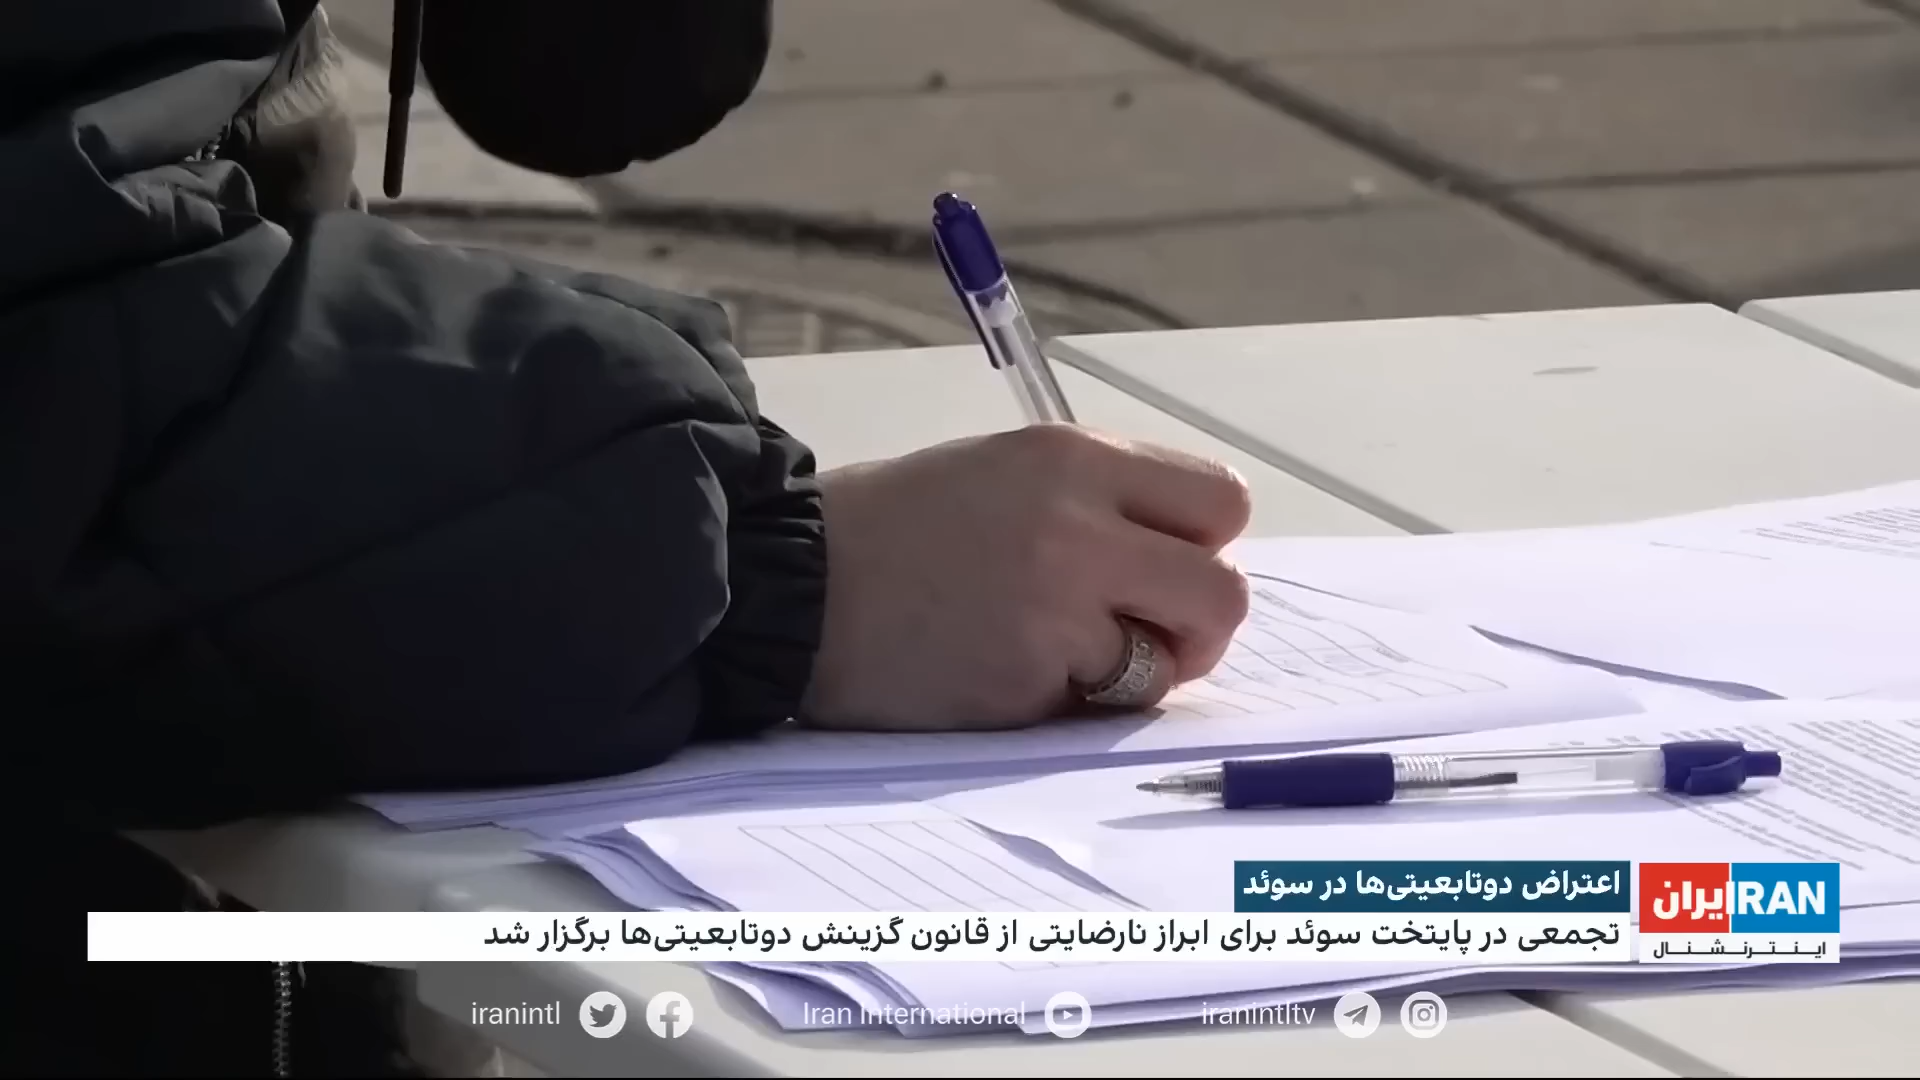 اعتراض دوتابعیتی‌ها در سوئد
تجمعی در پایتخت سوئد برای ابراز نارضایتی از قانون گزینش دوتابعیتی‌ها برگزار شد
ایران IRAN
اینترنشنال
iranintl
Iran International
iranintltv